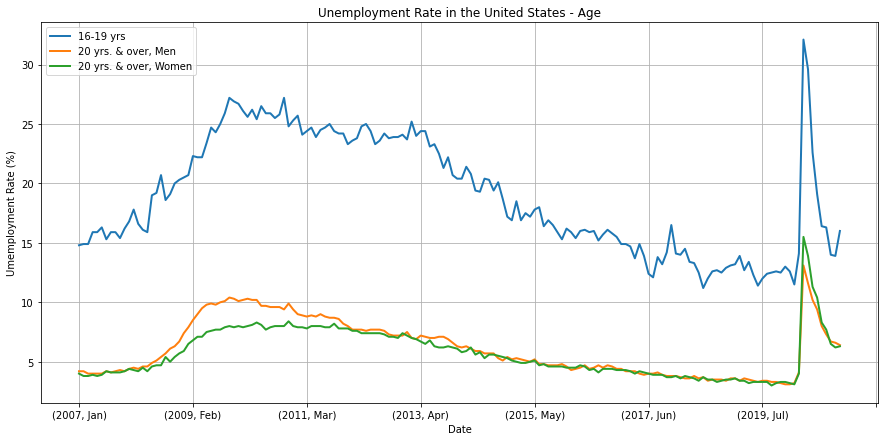 Unemployment Rate in the United States - Age
16-19 yrs
20 yrs. & over, Men
20 yrs. & over, Women
Umemployment Rate (%)
30
25
20
15
10
5
(2007, Jan) (2009, Feb) (2011, Mar) (2013, Apr) (2015, May) (2017, Jun) (2019, Jul)
Date